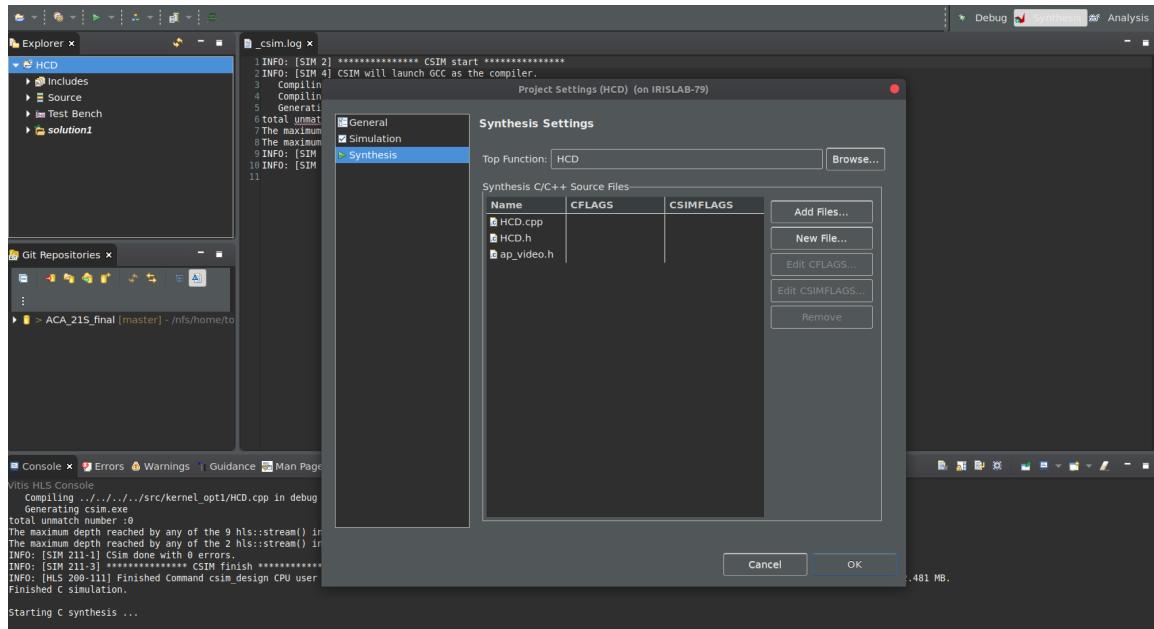 Debug Synthesis Analysis
Explorer ×
HCD
Includes
Source
Test Bench
solution1
Git Repositories ×
> ACA_21S_final [master] - /nfs/home/to
_csim.log ×
1 INFO: [SIM 2] *************** CSIM start ***************
2 INFO: [SIM 4] CSIM will launch GCC as the compiler.
3 Compilin
4 Compilin
5 Generati
6 total unmat
7 The maximum
8 The maximum
9 INFO: [SIM
10 INFO: [SIM
11
Project Settings (HCD) (on IRISLAB-79)
General
Simulation
Synthesis
Synthesis Settings
Top Function: HCD
Browse...
Synthesis C/C++ Source Files
Name CFLAGS CSIMFLAGS
HCD.cpp
HCD.h
ap_video.h
Add Files...
New File...
Edit CFLAGS...
Edit CSIMFLAGS...
Remove
Cancel
OK
Console × Errors Warnings Guidance Man Page
Vitis HLS Console
Compiling ../../../../src/kernel_opt1/HCD.cpp in debug
Generating csim.exe
total unmatch number :0
The maximum depth reached by any of the 9 hls::stream() in
The maximum depth reached by any of the 2 hls::stream() in
INFO: [SIM 211-1] CSim done with 0 errors.
INFO: [SIM 211-3] *************** CSIM finish ************
INFO: [HLS 200-111] Finished Command csim_design CPU user
.481 MB.
Finished C simulation.
Starting C synthesis ...